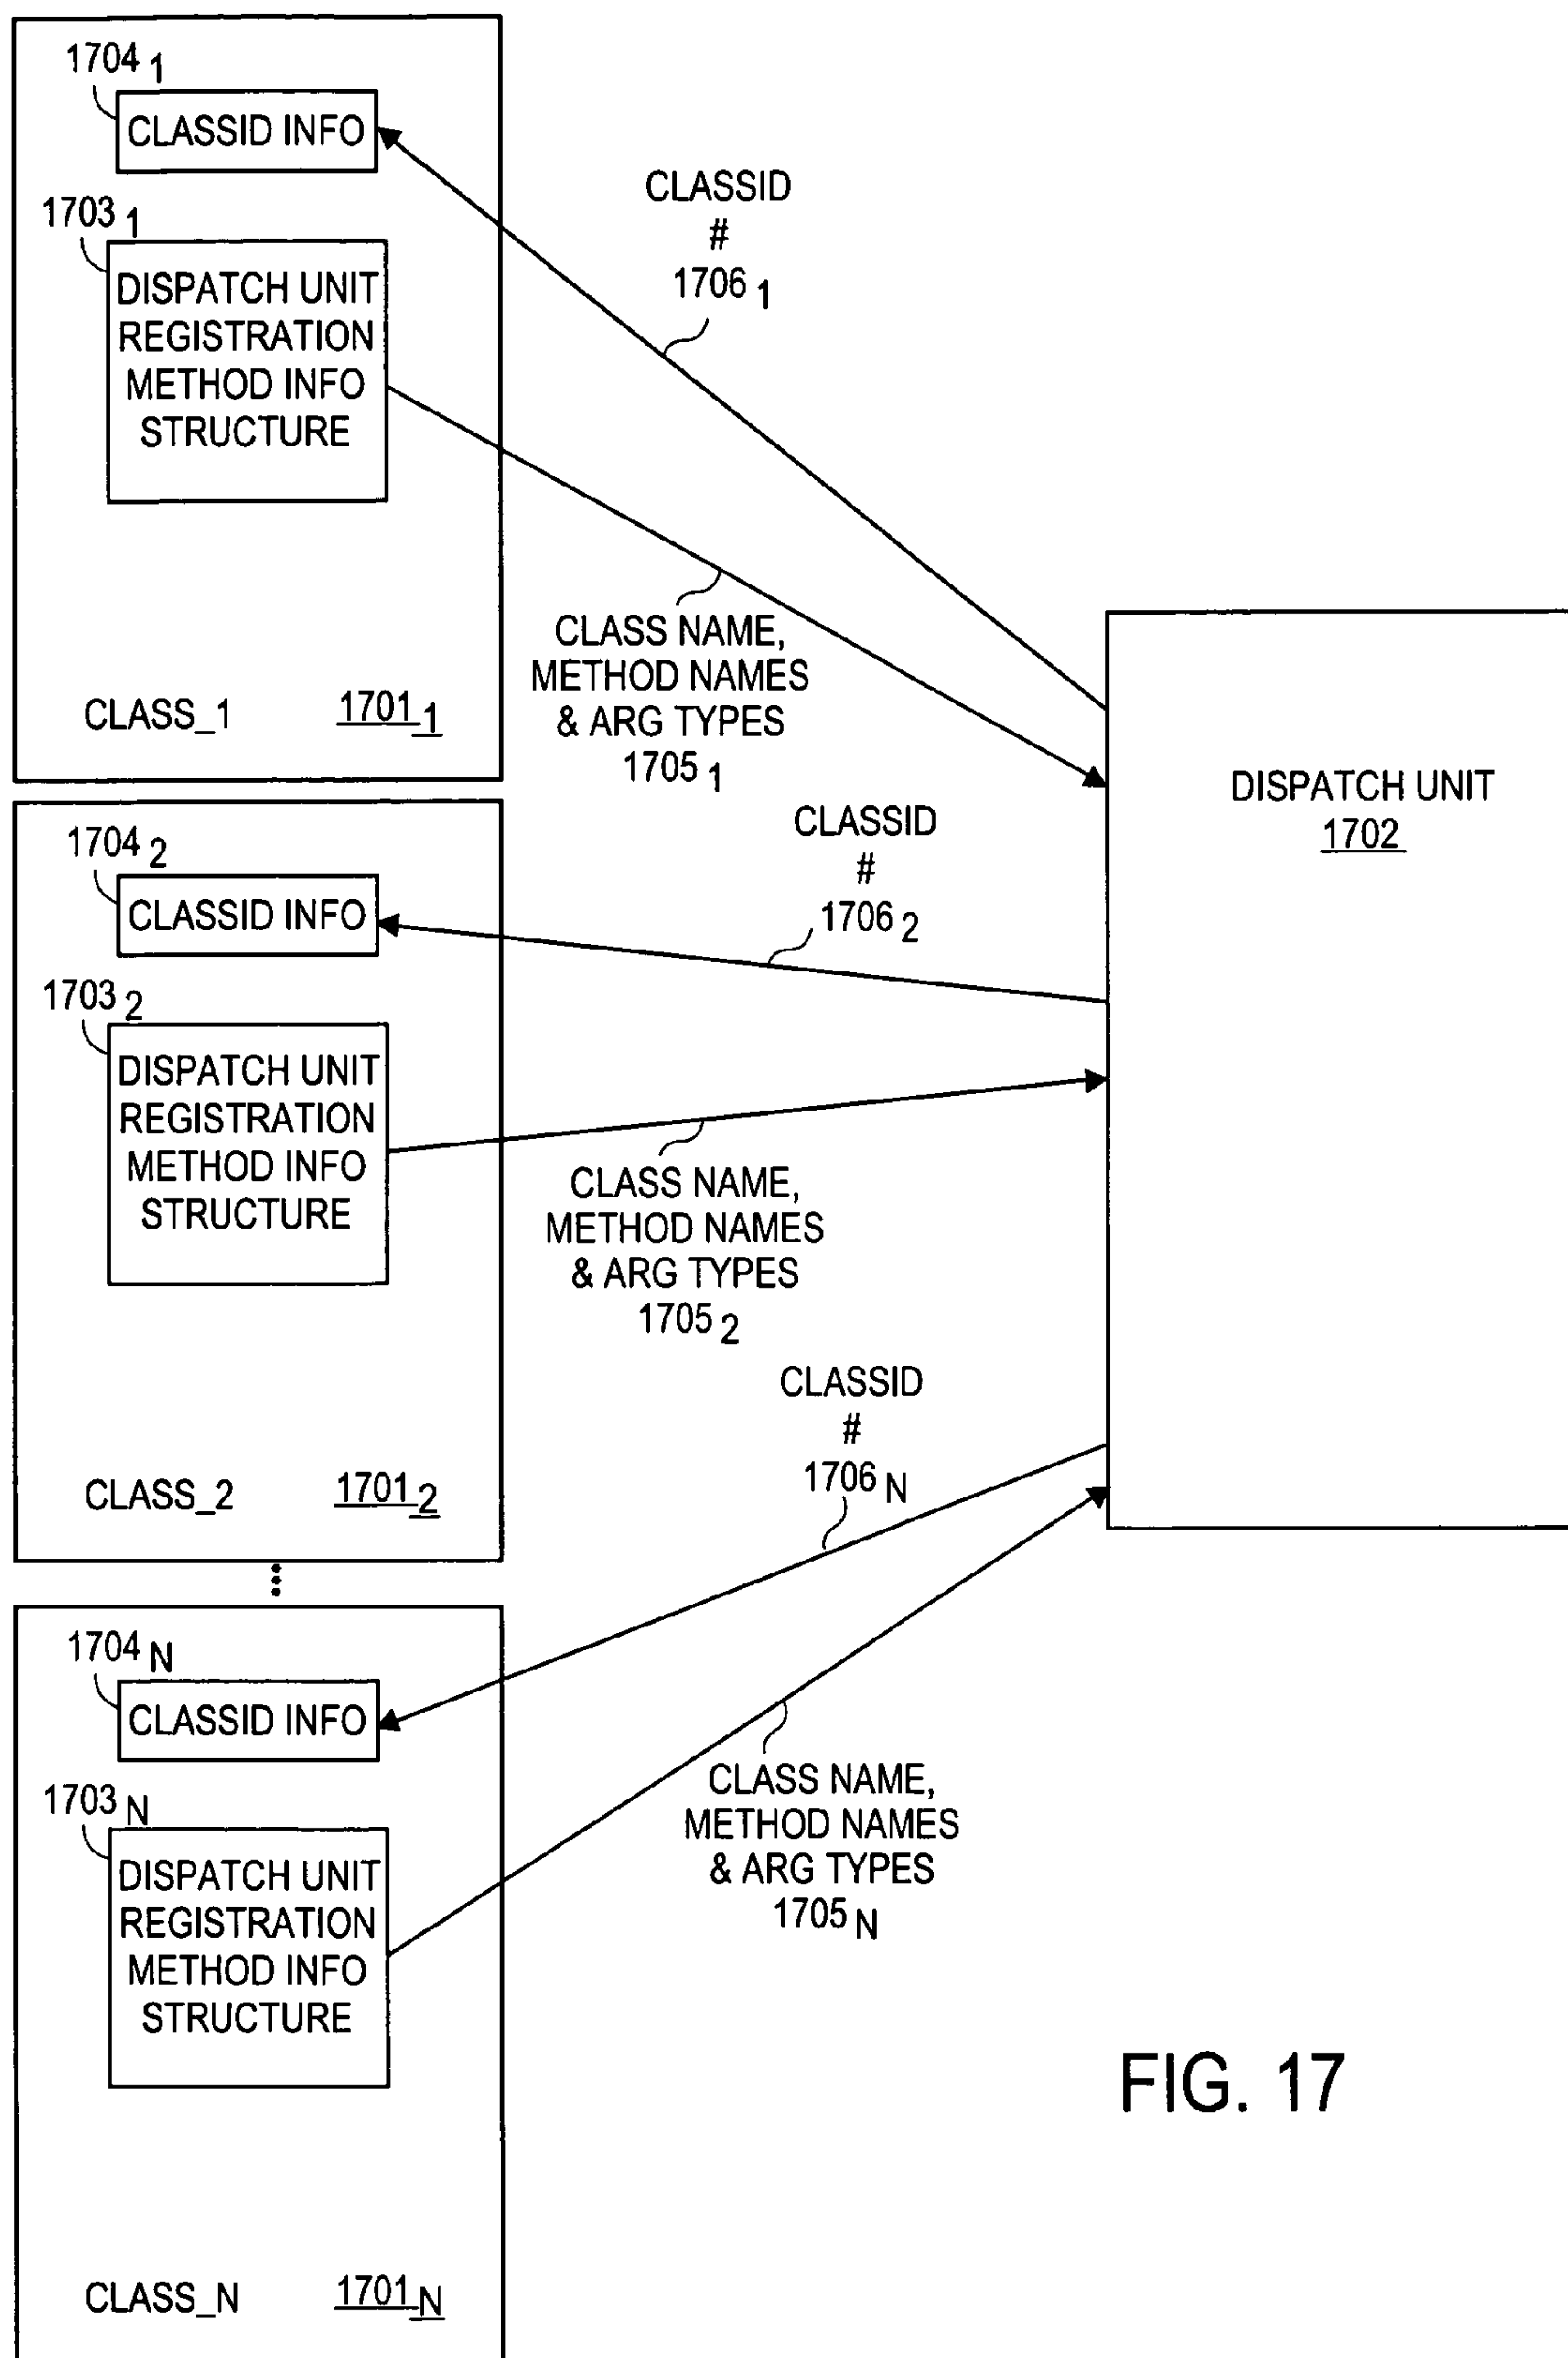 1704 1
CLASSID INFO
1703 1
DISPATCH UNIT
REGISTRATION
METHOD INFO
STRUCTURE
CLASS_1 1701 1
CLASSID
#
1706 1
CLASS NAME,
METHOD NAMES
& ARG TYPES
1705 1
DISPATCH UNIT
1702
1704 2
CLASSID INFO
1703 2
DISPATCH UNIT
REGISTRATION
METHOD INFO
STRUCTURE
CLASS_2 1701 2
CLASSID
#
1706 2
CLASS NAME,
METHOD NAMES
& ARG TYPES
1705 2
1704 N
CLASSID INFO
1703 N
DISPATCH UNIT
REGISTRATION
METHOD INFO
STRUCTURE
CLASS_N 1701 N
CLASSID
#
1706 N
CLASS NAME,
METHOD NAMES
& ARG TYPES
1705 N
FIG. 17